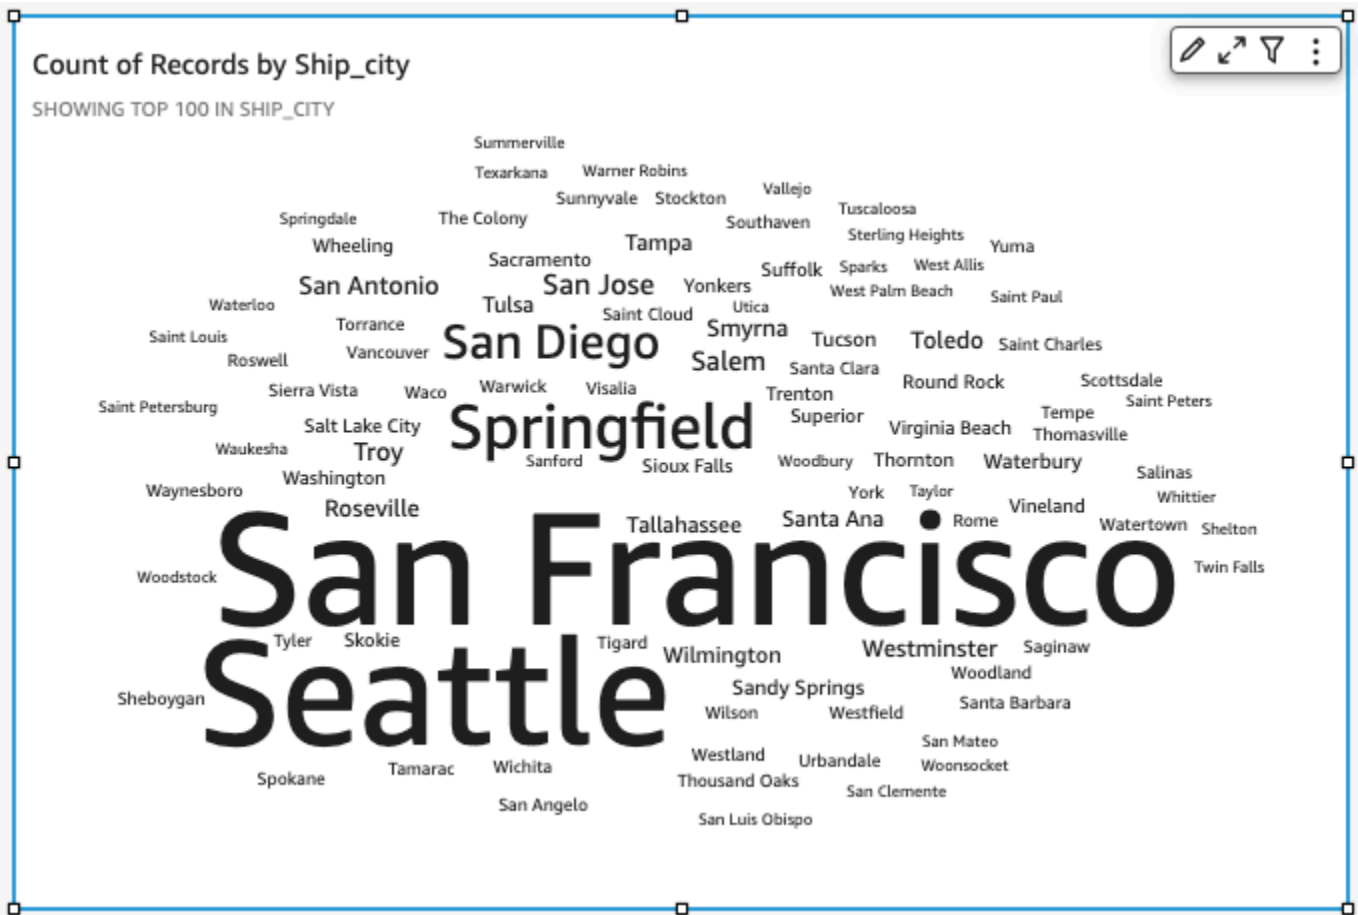 Count of Records by Ship_city
SHOWING TOP 100 IN SHIP_CITY
Summerville
Texarkana Warner Robins
Sunnyvale Stockton Vallejo
Springdale The Colony Southaven Tuscaloosa
Wheeling Tampa Sterling Heights Yuma
Sacramento Suffolk Sparks West Allis
San Antonio San Jose Yonkers West Palm Beach Saint Paul
Waterloo Tulsa Saint Cloud Utica
Saint Louis Torrance San Diego Smyrna Tucson Toledo Saint Charles
Roswell Vancouver Salem Santa Clara
Sierra Vista Waco Warwick Visalia Trenton Round Rock Scottsdale
Saint Petersburg Superior Tempe Saint Peters
Salt Lake City Springfield Virginia Beach Thomasville
Waukesha Troy Sanford Sioux Falls Woodbury Thornton Waterbury
Washington Salinas
Waynesboro York Taylor Whittier
Roseville Tallahassee Santa Ana Rome Vineland Watertown Shelton
Woodstock San Francisco Twin Falls
Tyler Skokie Tigard Wilmington Westminster Saginaw
Sheboygan Seattle Sandy Springs Woodland
Wilson Westfield Santa Barbara
Westland Urbandale San Mateo
Spokane Tamarac Wichita Thousand Oaks Woonsocket
San Angelo San Clemente
San Luis Obispo